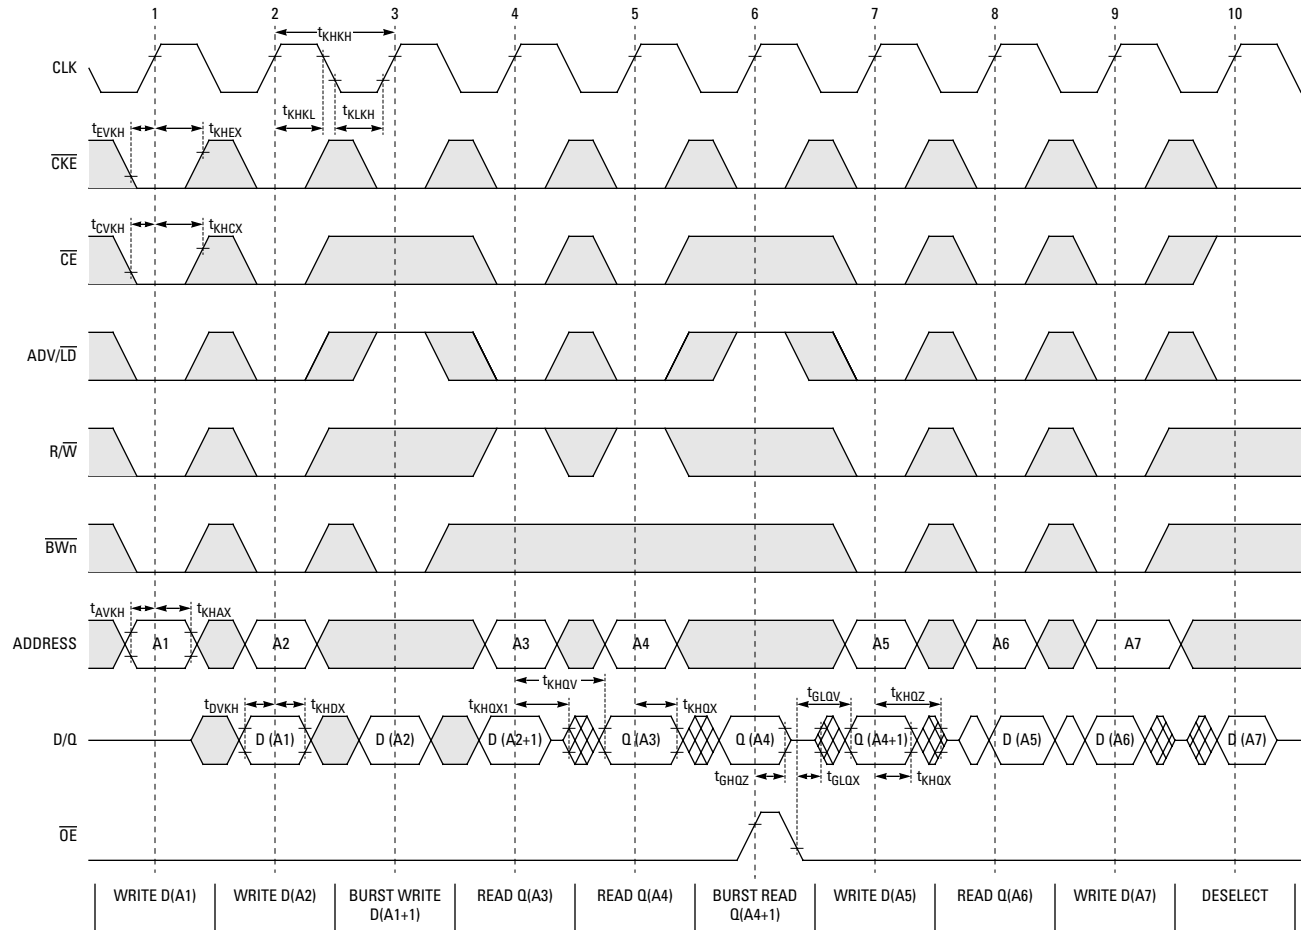 1 2 3 4 5 6 7 8 9 10
tKHKH
CLK
tKHKL tKLKH
tEVKH tKHEX
CKE
tCVKH tKHCX
CE
ADV/LD
R/W
BWn
tAVKH tKHAX
ADDRESS A1 A2 A3 A4 A5 A6 A7
tKHQV
tDVKH tKHDX tKHQX1 tKHQX tGLQV tKHQZ
D/Q D (A1) D (A2) D (A2+1) Q (A3) Q (A4) Q (A4+1) D (A5) D (A6) D (A7)
tGHQZ tGLQX tKHQX
OE
WRITE D(A1) WRITE D(A2) BURST WRITE READ Q(A3) READ Q(A4) BURST READ WRITE D(A5) READ Q(A6) WRITE D(A7) DESELECT
D(A1+1) Q(A4+1)